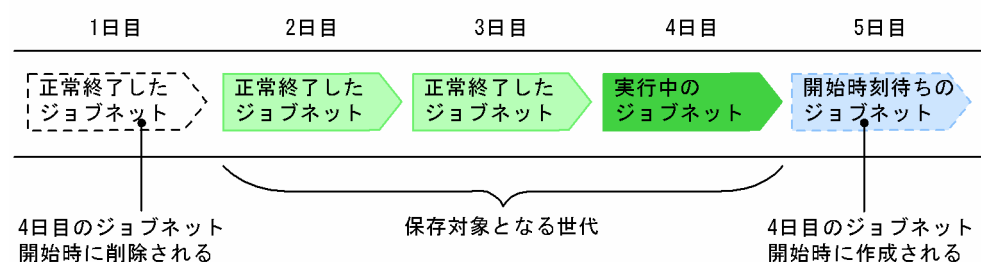 1日目 2日目 3日目 4日目 5日目
正常終了した
ジョブネット
正常終了した
ジョブネット
正常終了した
ジョブネット
実行中の
ジョブネット
開始時刻待ちの
ジョブネット
4日目のジョブネット
開始時に削除される
保存対象となる世代
4日目のジョブネット
開始時に作成される